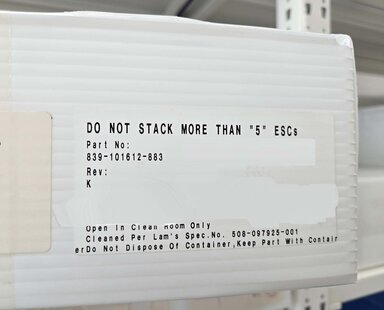 DO NOT STACK MORE THAN "5" ESCs
Part No:
839-101612-883
Rev:
K
Open In Clean Room Only
Cleaned Per Lam's Spec.No. 508-097925-001
erDo Not Dispose Of Container,Keep Part With Contair